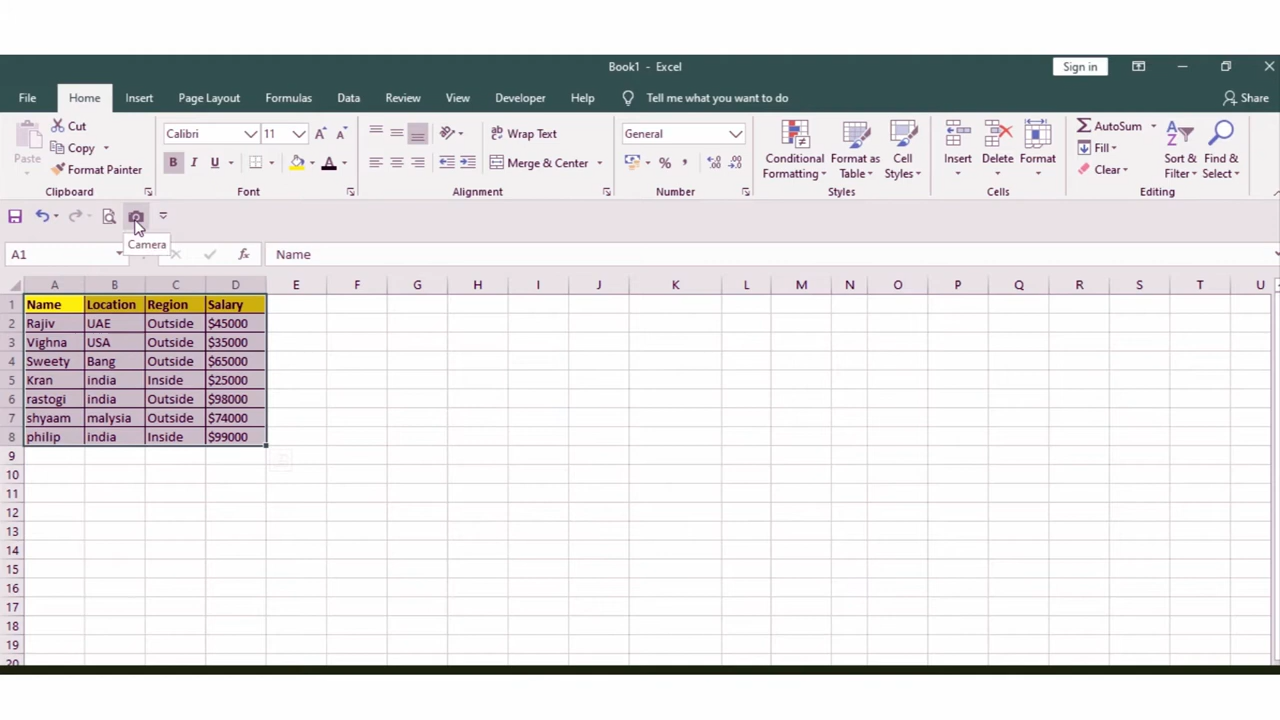 Book1 - Excel
Sign in
File Home Insert Page Layout Formulas Data Review View Developer Help Tell me what you want to do Share
Paste
Cut
Copy
Format Painter
Clipboard
Calibri 11 A A
B I U A
Font
ab Wrap Text
Merge & Center
Alignment
General
% ,
Number
Conditional Formatting
Format as Table
Cell Styles
Styles
Insert
Delete
Format
Cells
AutoSum
Fill
Clear
Sort & Filter
Find & Select
Editing
Camera
A1 fx Name
A B C D E F G H I J K L M N O P Q R S T U
1 Name Location Region Salary
2 Rajiv UAE Outside $45000
3 Vighna USA Outside $35000
4 Sweety Bang Outside $65000
5 Kran india Inside $25000
6 rastogi india Outside $98000
7 shyaam malysia Outside $74000
8 philip india Inside $99000
9
10
11
12
13
14
15
16
17
18
19
20